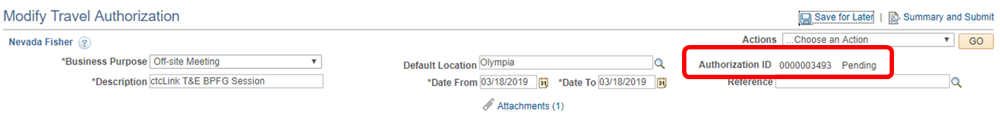 Modify Travel Authorization
Save for Later | Summary and Submit
Nevada Fisher ?
Actions ...Choose an Action GO
*Business Purpose Off-site Meeting
Default Location Olympia
Authorization ID 0000003493 Pending
*Description ctcLink T&E BPFG Session
*Date From 03/18/2019 31 *Date To 03/18/2019 31
Reference
Attachments (1)